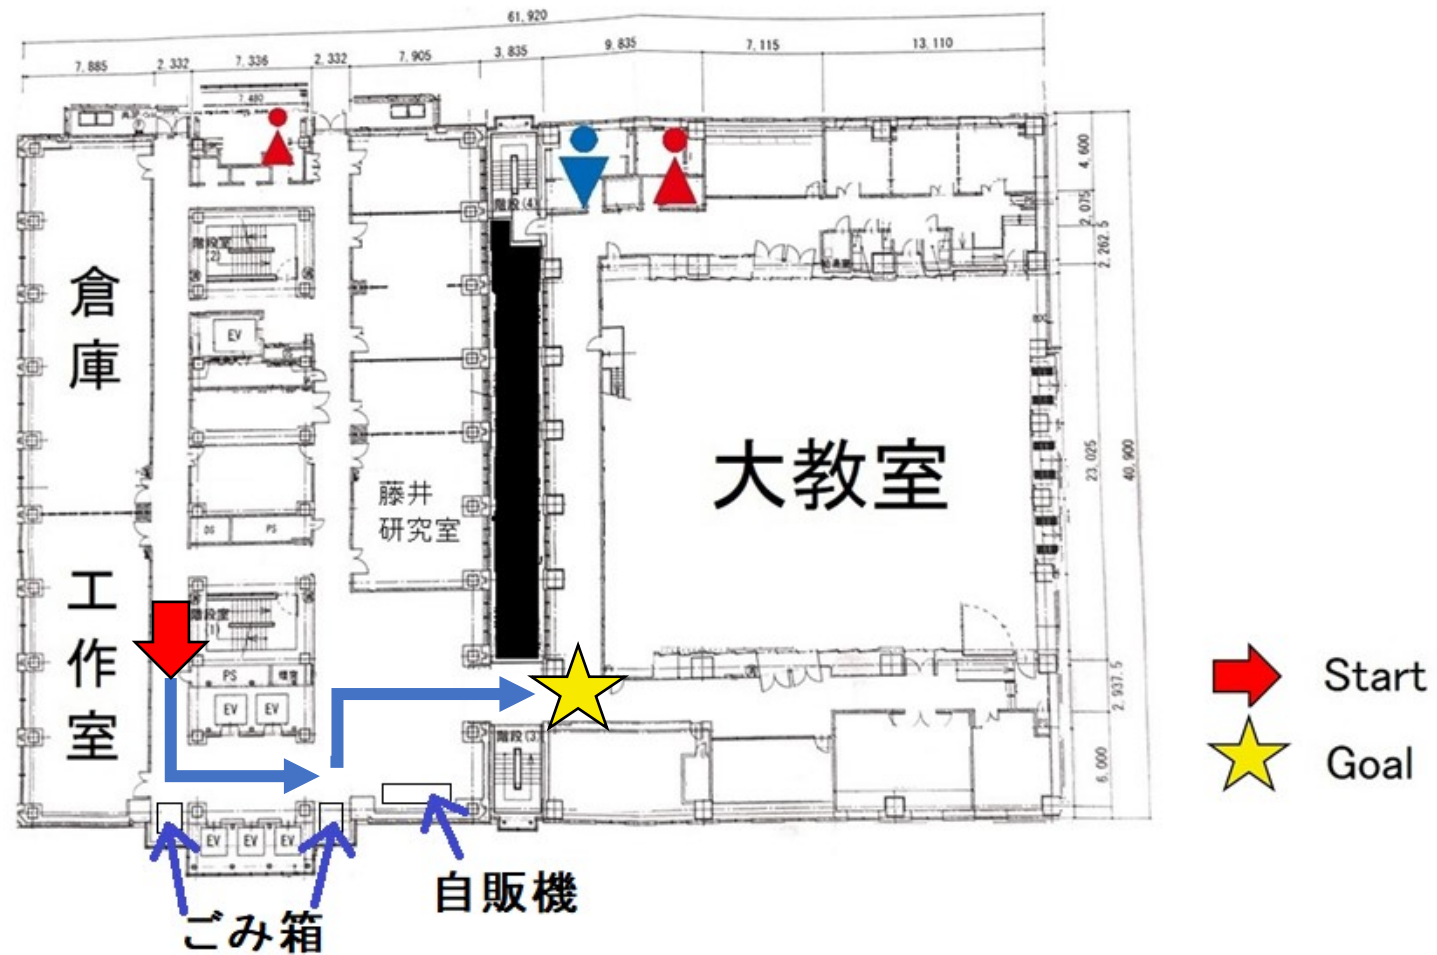 61,920
7,885
2,332
7,336
2,332
7,905
3,835
9,835
7,115
13,110
7,480
4,600
2,075
2,262.5
階段(4)
階段室
(2)
倉
庫
EV
800
大教室
23,025
40,900
藤井
研究室
DS
PS
工
作
室
階段室
(1)
PS
EV
EV
2,937.5
Start
階段(3)
6,000
Goal
EV
EV
EV
自販機
ごみ箱